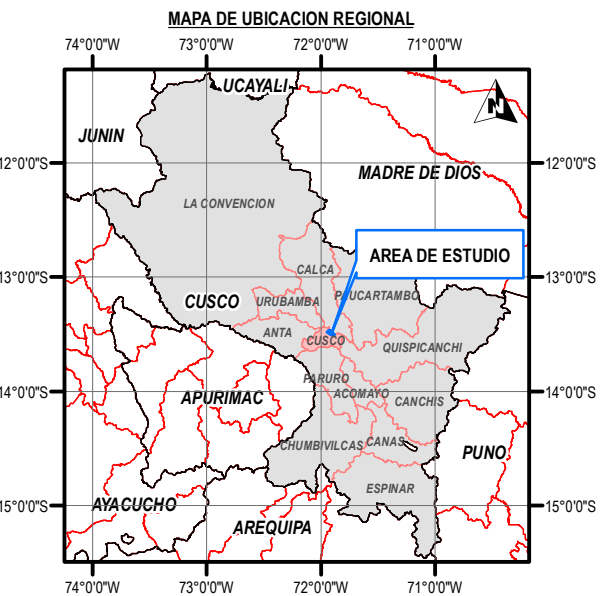 MAPA DE UBICACION REGIONAL
74°0'0"W 73°0'0"W 72°0'0"W 71°0'0"W
UCAYALI
N
JUNIN
12°0'0"S 12°0'0"S
MADRE DE DIOS
LA CONVENCION
AREA DE ESTUDIO
CALCA
13°0'0"S 13°0'0"S
PAUCARTAMBO
CUSCO URUBAMBA
ANTA
CUSCO
QUISPICANCHI
PARURO
14°0'0"S 14°0'0"S
APURIMAC
ACOMAYO
CANCHIS
CHUMBIVILCAS CANAS
PUNO
ESPINAR
15°0'0"S 15°0'0"S
AYACUCHO
AREQUIPA
74°0'0"W 73°0'0"W 72°0'0"W 71°0'0"W